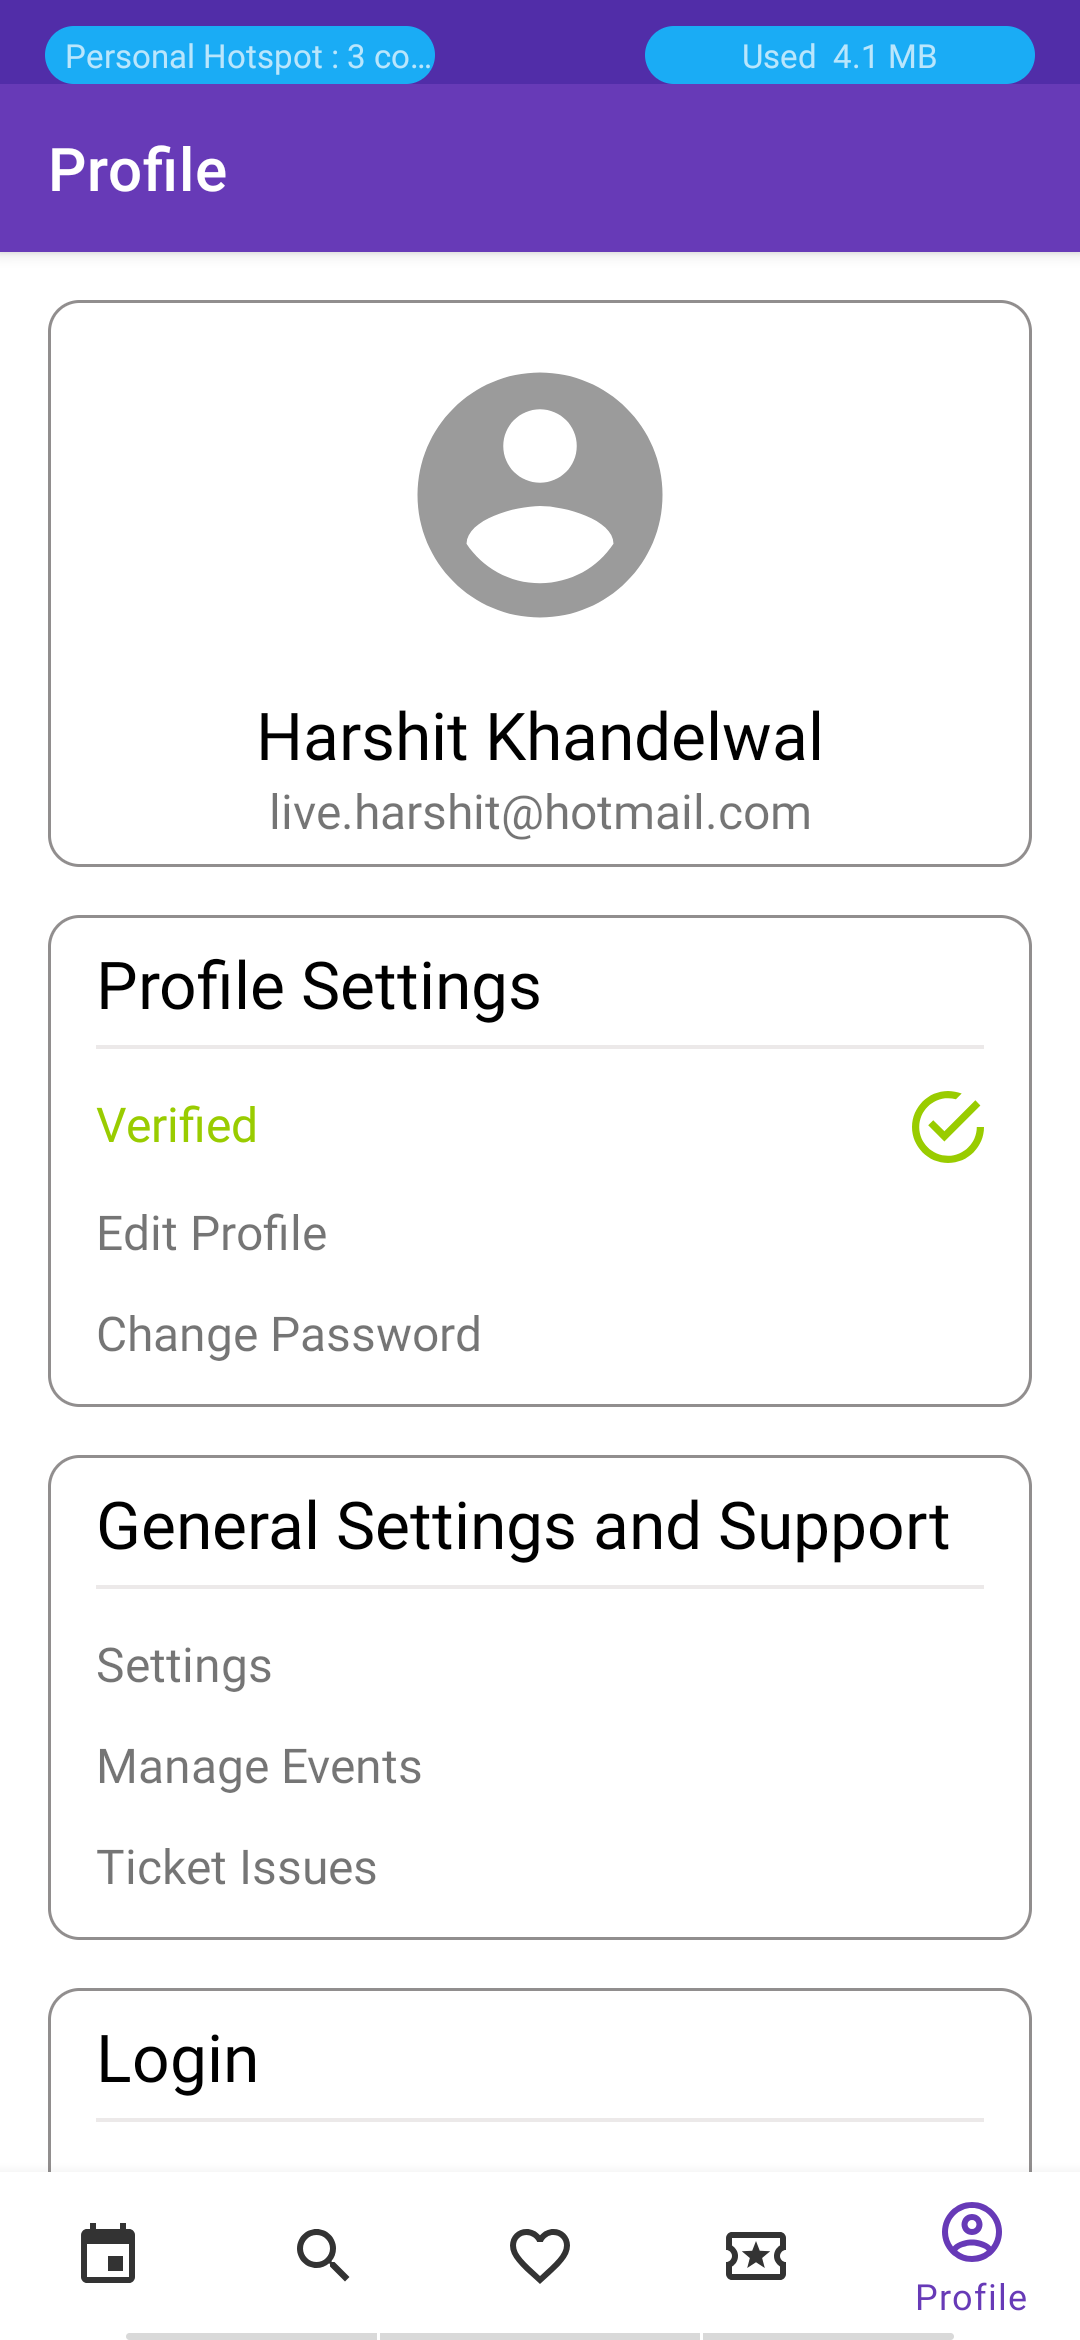 Personal Hotspot : 3 co...
Used 4.1 MB
Profile
Harshit Khandelwal
live.harshit@hotmail.com
Profile Settings
Verified
Edit Profile
Change Password
General Settings and Support
Settings
Manage Events
Ticket Issues
Login
Profile